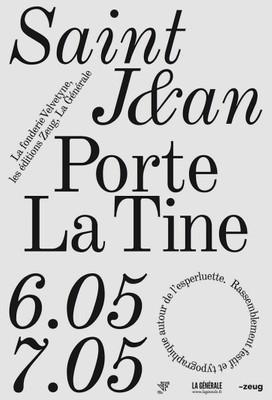 Saint
J&an
La fonderie Velvetyne,
les éditions Zeug, La Générale
Porte
La Tine
6.05
7.05
Rassemblement festif et typographique autour de l'esperluette.
LA GÉNÉRALE
www.lagenerale.fr
~zeug